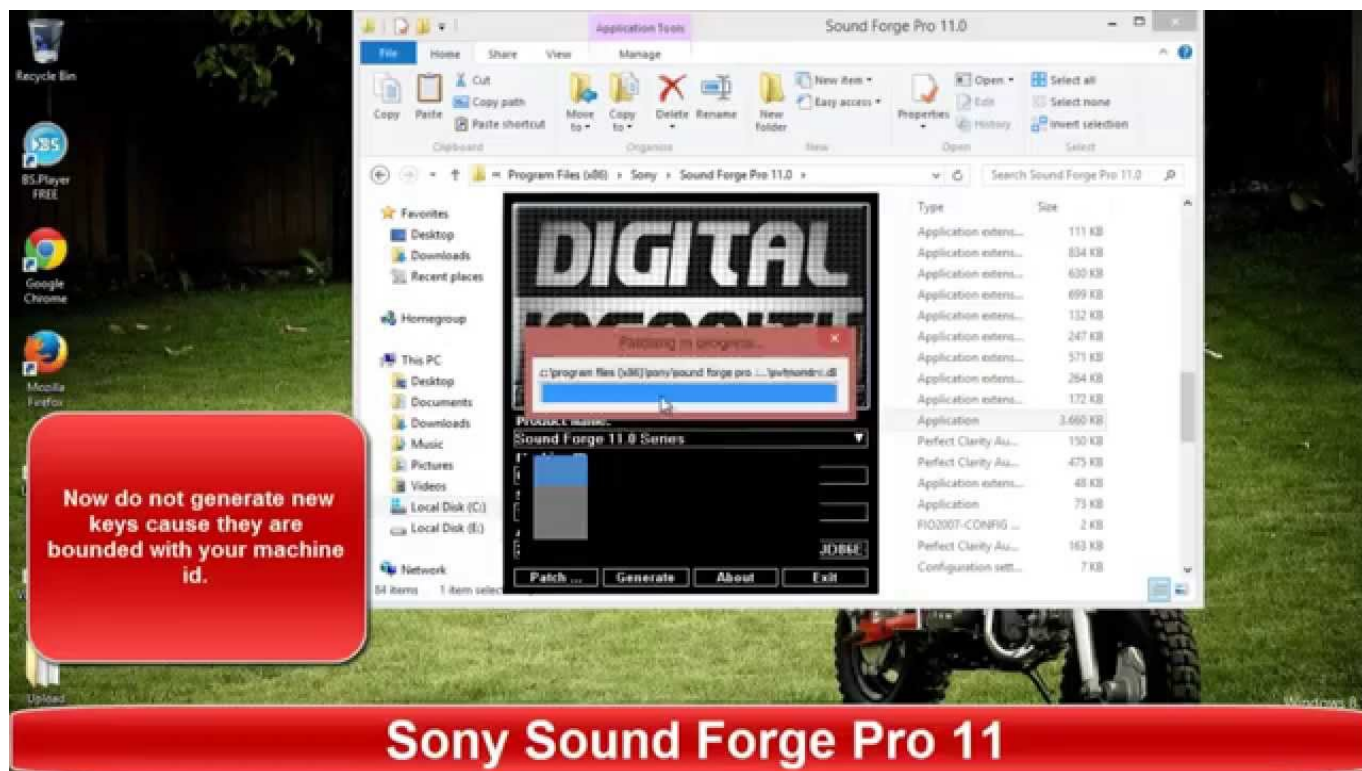 Recycle Bin
BS.Player
FREE
Google
Chrome
Mozilla
Firefox
Application Tools
Sound Forge Pro 11.0
File Home Share View Manage
Copy
Paste
Cut
Copy path
Paste shortcut
Clipboard
Move
to
Copy
to
Delete
Rename
Organise
New
folder
New item
Easy access
New
Properties
Open
Edit
History
Open
Select all
Select none
Invert selection
Select
Program Files (x86) Sony Sound Forge Pro 11.0
Search Sound Forge Pro 11.0
Favorites
Desktop
Downloads
Recent places
Homegroup
This PC
Desktop
Documents
Downloads
Music
Pictures
Videos
Local Disk (C:)
Local Disk (E:)
Network
84 items 1 item selec
Type Size
Application extens... 111 KB
Application extens... 834 KB
Application extens... 630 KB
Application extens... 699 KB
Application extens... 132 KB
Application extens... 247 KB
Application extens... 571 KB
Application extens... 264 KB
Application extens... 172 KB
Application 3.660 KB
Perfect Clarity Au... 150 KB
Perfect Clarity Au... 475 KB
Application extens... 48 KB
Application 73 KB
FIO2007-CONFIG ... 2 KB
Perfect Clarity Au... 163 KB
Configuration sett... 7 KB
DIGITAL
Patching in progress...
Product name:
Sound Forge 11.0 Series
JD86E
Patch ... Generate About Exit
Now do not generate new
keys cause they are
bounded with your machine
id.
Upload
Windows 8
Sony Sound Forge Pro 11